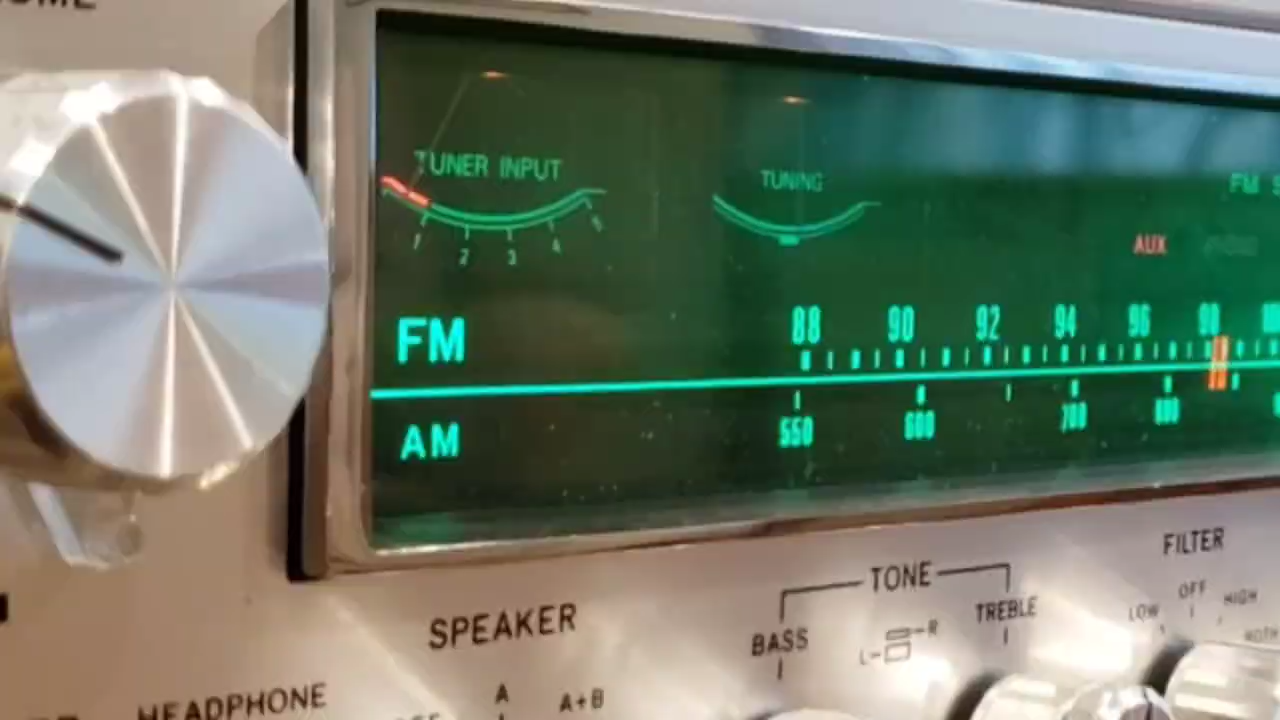 TUNER INPUT
1 2 3 4 5
TUNING
FM
AUX
FM
88 90 92 94 96 98
AM
550 600 700 800
FILTER
LOW OFF HIGH
TONE
BASS TREBLE
L R
SPEAKER
A A+B
HEADPHONE